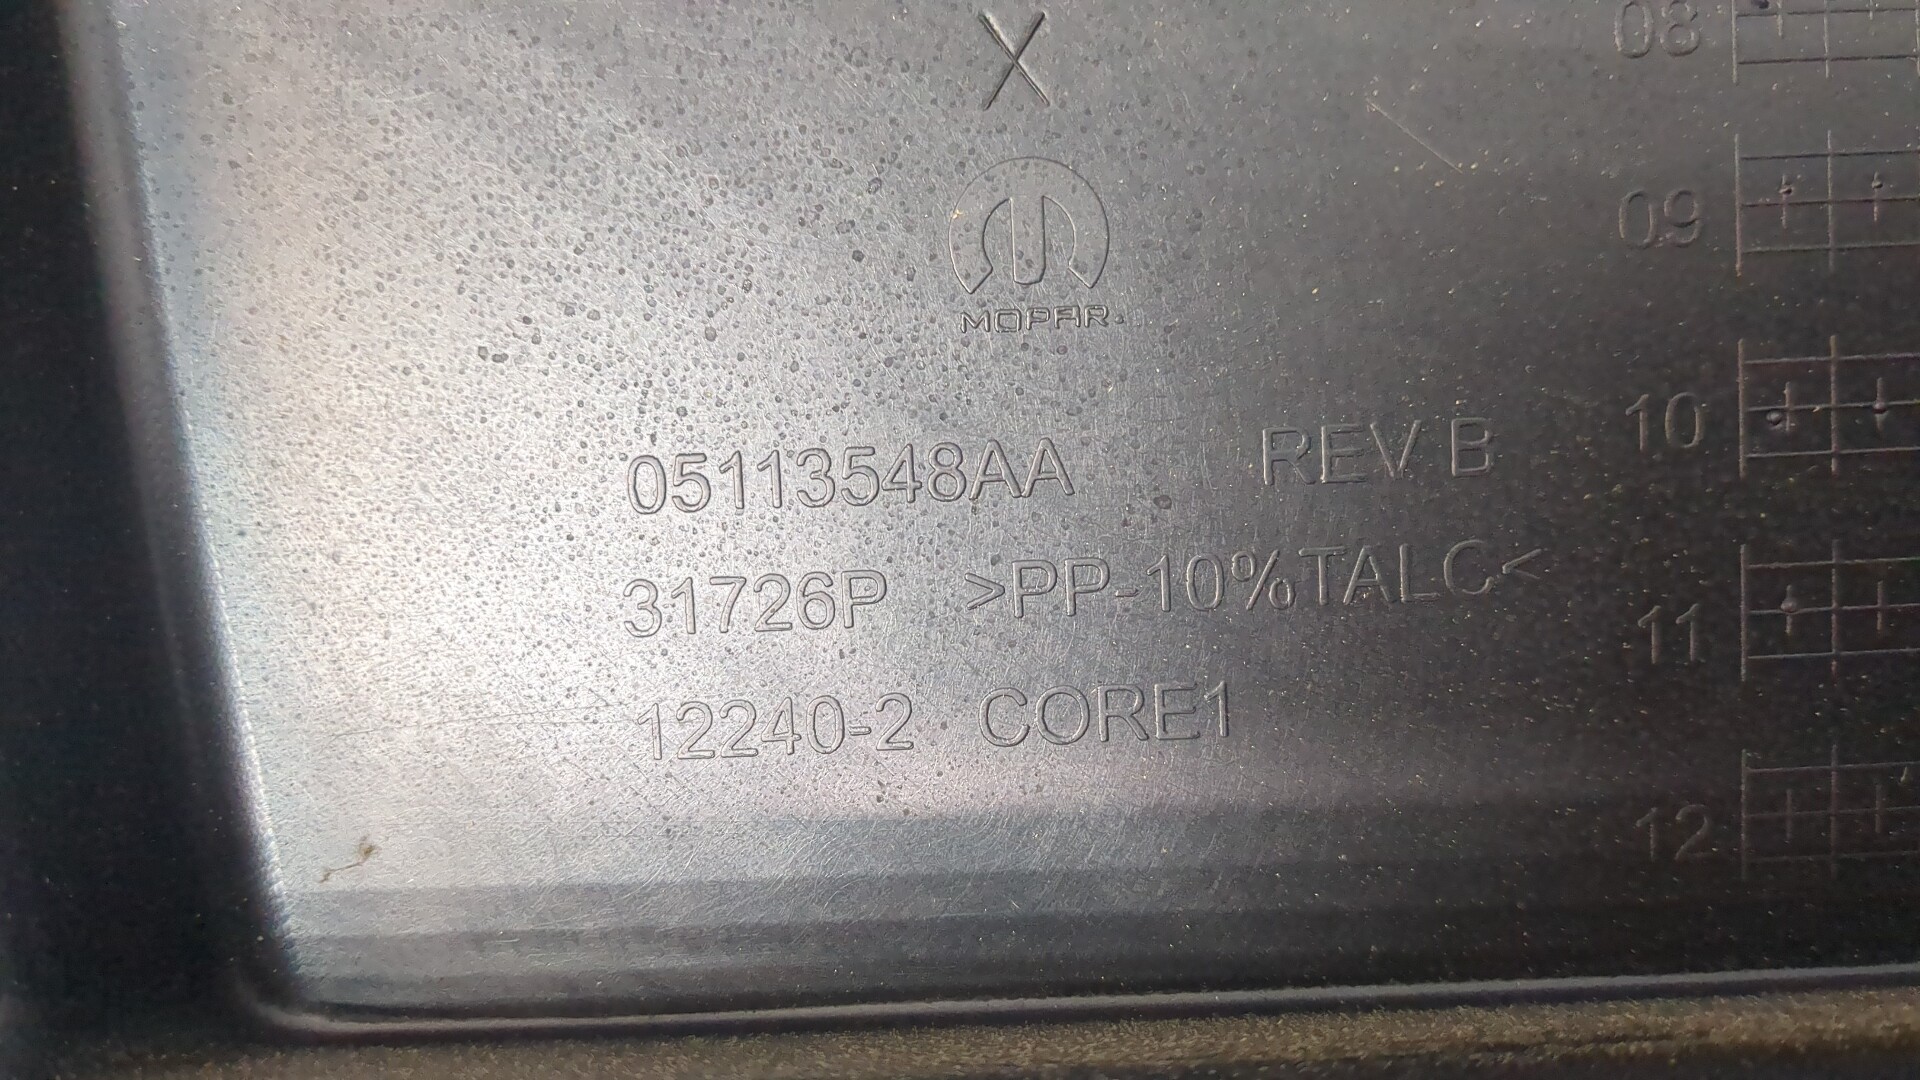 X
08
09
MOPAR
05113548AA REV B
10
31726P >PP-10%TALC<
11
12240-2 CORE1
12